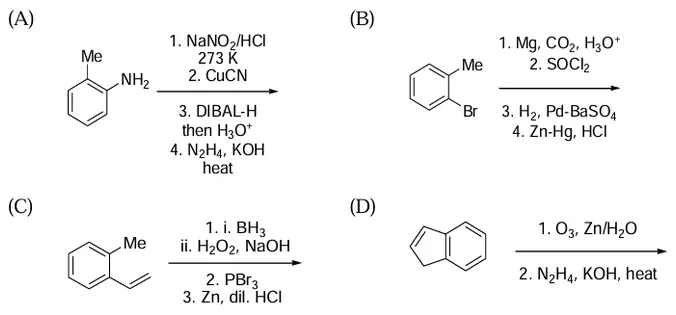 (A)
Me
NH₂
1. NaNO₂/HCl
273 K
2. CuCN
3. DIBAL-H
then H₃O⁺
4. N₂H₄, KOH
heat
(B)
Me
Br
1. Mg, CO₂, H₃O⁺
2. SOCl₂
3. H₂, Pd-BaSO₄
4. Zn-Hg, HCl
(C)
Me
1. i. BH₃
ii. H₂O₂, NaOH
2. PBr₃
3. Zn, dil. HCl
(D)
1. O₃, Zn/H₂O
2. N₂H₄, KOH, heat